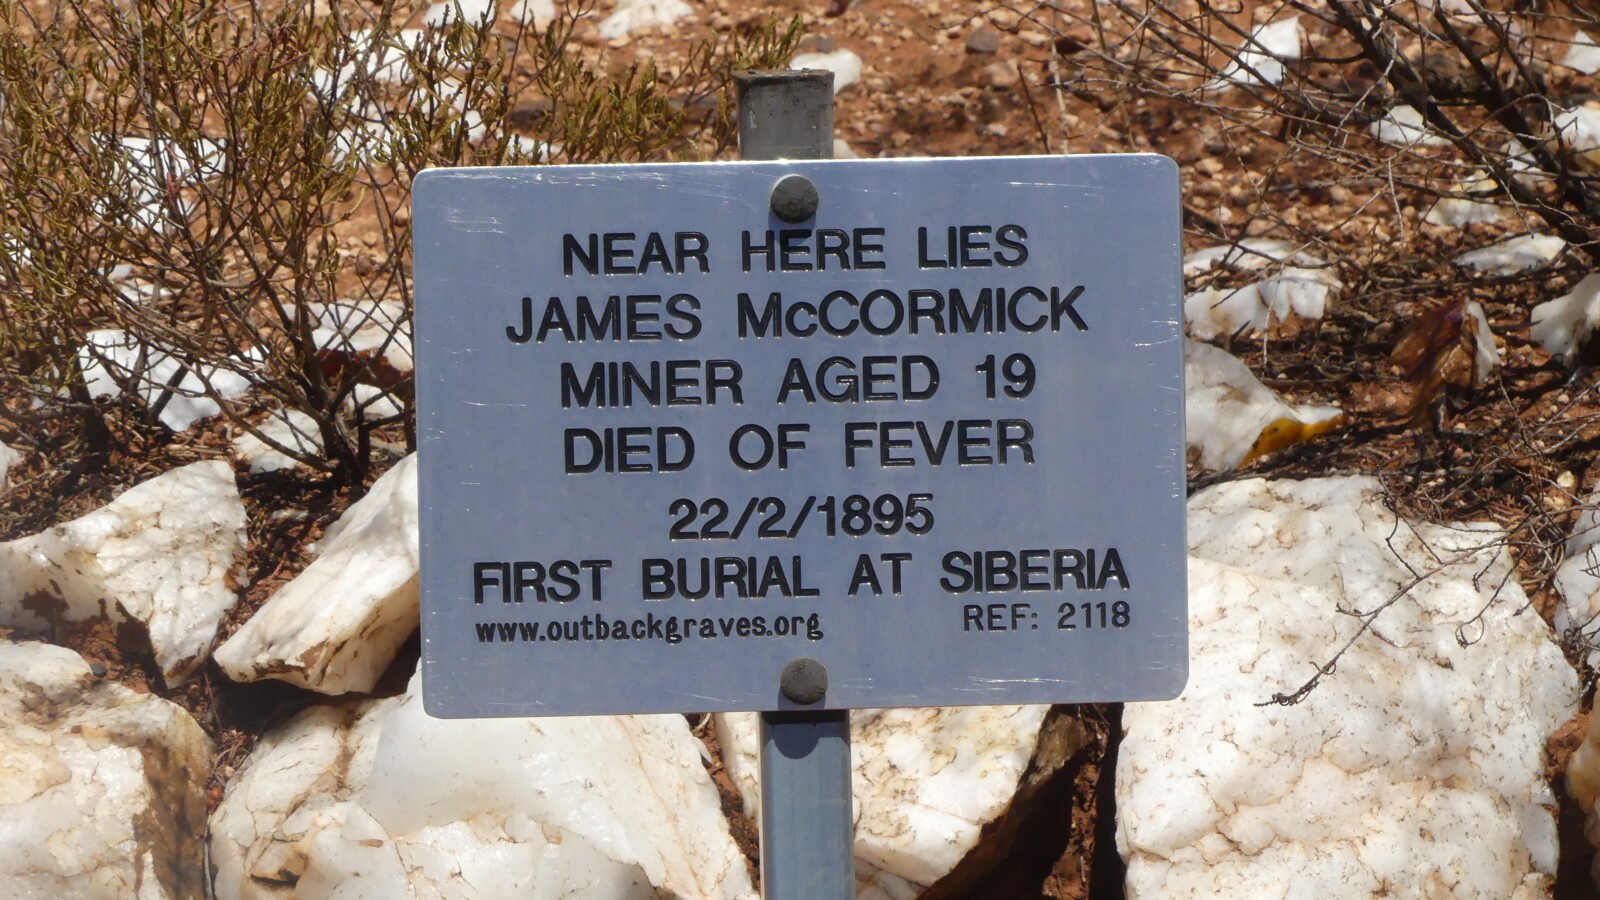 NEAR HERE LIES
JAMES McCORMICK
MINER AGED 19
DIED OF FEVER
22/2/1895
FIRST BURIAL AT SIBERIA
www.outbackgraves.org REF: 2118